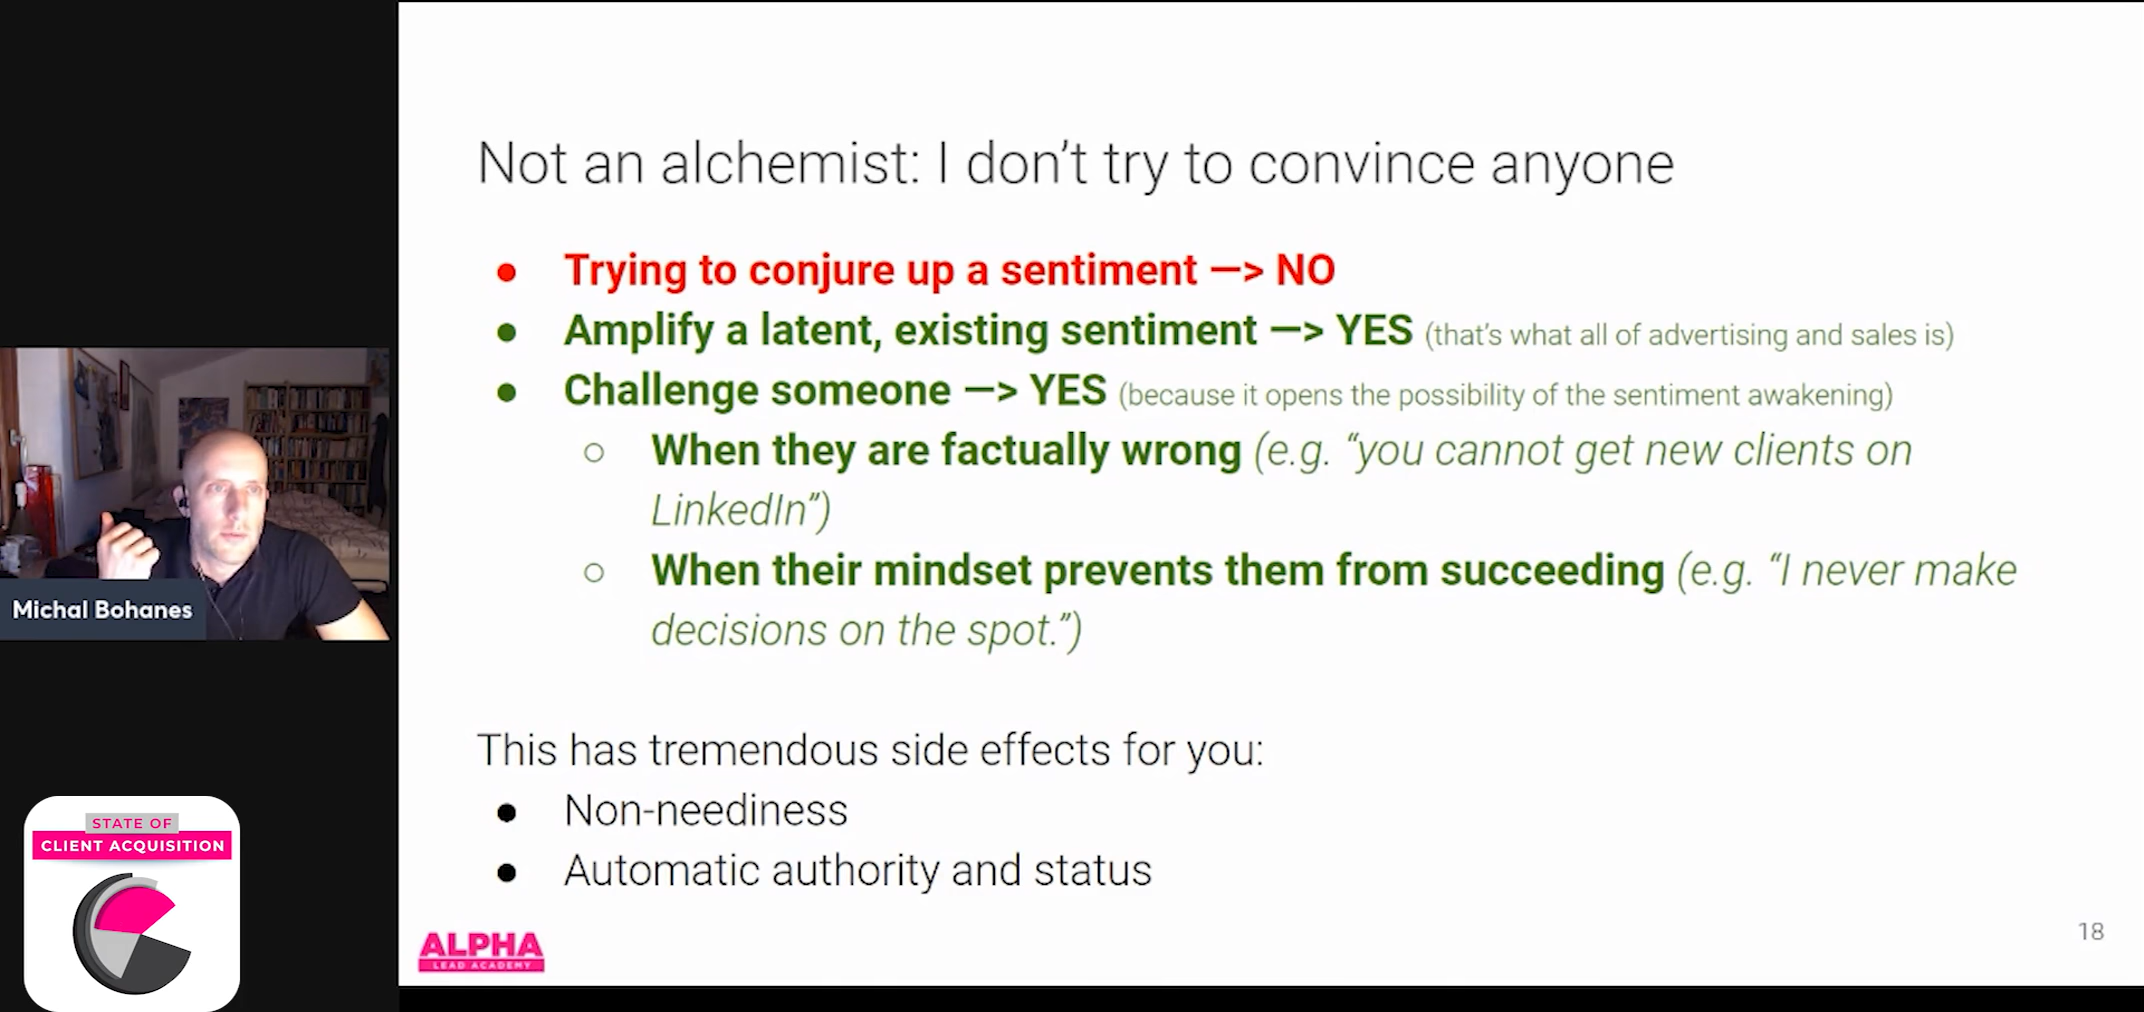 Not an alchemist: I don't try to convince anyone
● Trying to conjure up a sentiment —> NO
● Amplify a latent, existing sentiment —> YES (that's what all of advertising and sales is)
● Challenge someone —> YES (because it opens the possibility of the sentiment awakening)
○ When they are factually wrong (e.g. “you cannot get new clients on
LinkedIn”)
○ When their mindset prevents them from succeeding (e.g. “I never make
decisions on the spot.”)
This has tremendous side effects for you:
● Non-neediness
● Automatic authority and status
ALPHA
LEAD ACADEMY
18
Michal Bohanes
STATE OF
CLIENT ACQUISITION